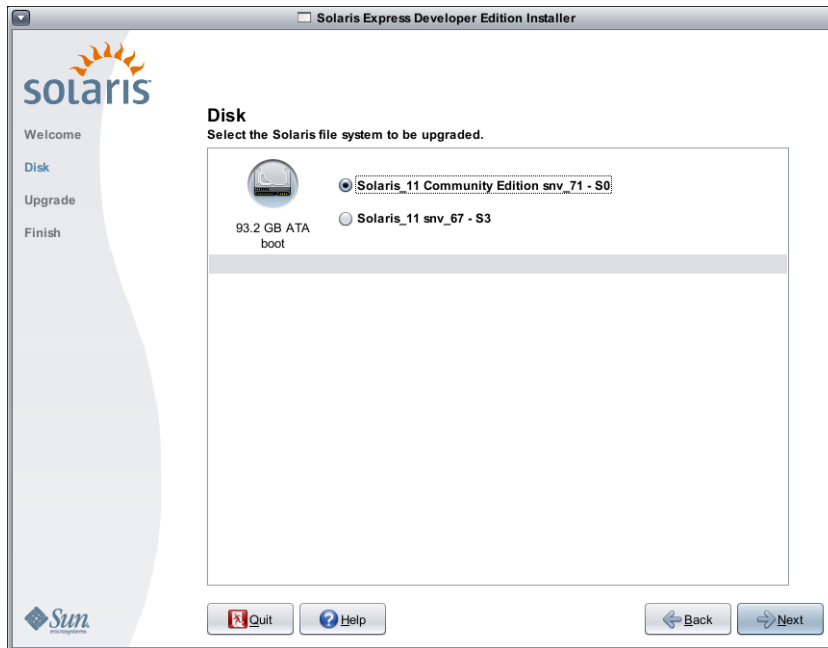 Solaris Express Developer Edition Installer
solaris
Welcome
Disk
Upgrade
Finish
Disk
Select the Solaris file system to be upgraded.
93.2 GB ATA
boot
Solaris_11 Community Edition snv_71 - S0
Solaris_11 snv_67 - S3
Sun
microsystems
Quit
Help
Back
Next